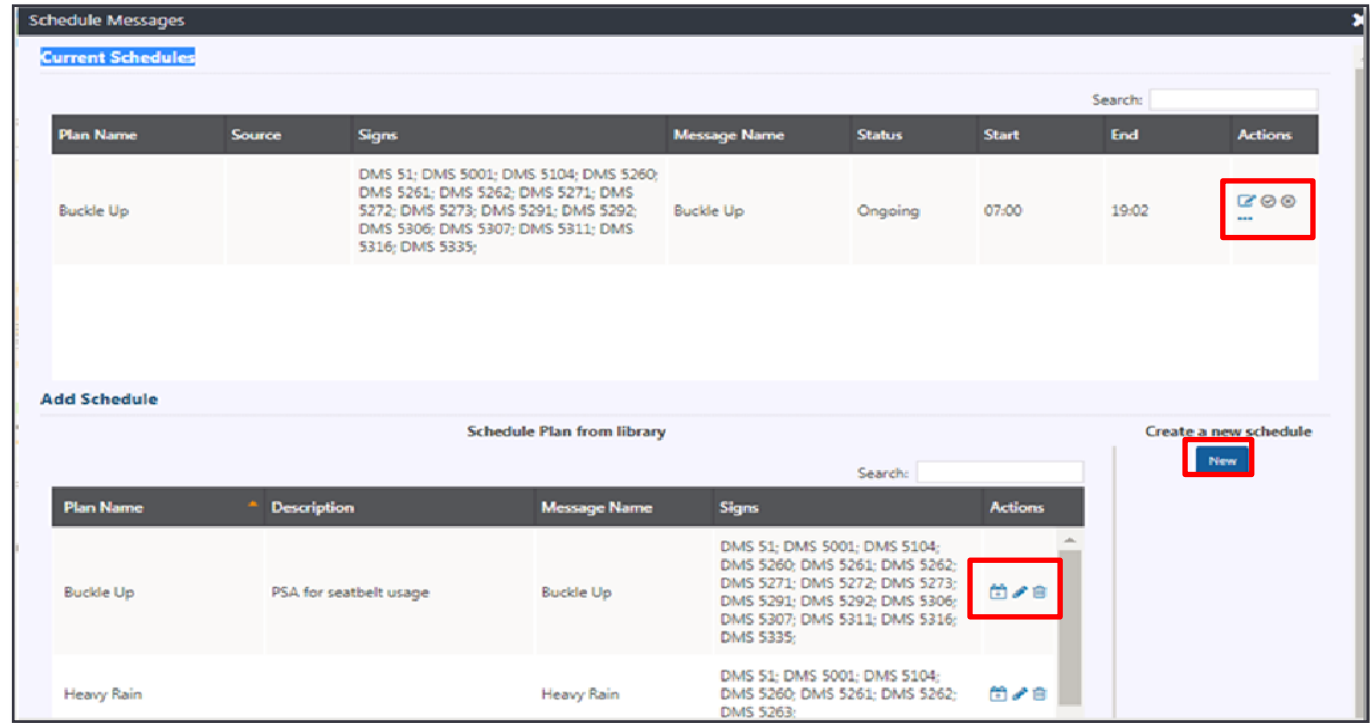 Schedule Messages
Current Schedules
Search:
Plan Name Source Signs Message Name Status Start End Actions
DMS 51; DMS 5001; DMS 5104; DMS 5260;
DMS 5261; DMS 5262; DMS 5271; DMS
Buckle Up 5272; DMS 5273; DMS 5291; DMS 5292; Buckle Up Ongoing 07:00 19:02
DMS 5306; DMS 5307; DMS 5311; DMS
5316; DMS 5335;
Add Schedule
Schedule Plan from library Create a new schedule
New
Search:
Plan Name Description Message Name Signs Actions
DMS 51; DMS 5001; DMS 5104;
DMS 5260; DMS 5261; DMS 5262;
DMS 5271; DMS 5272; DMS 5273;
Buckle Up PSA for seatbelt usage Buckle Up DMS 5291; DMS 5292; DMS 5306;
DMS 5307; DMS 5311; DMS 5316;
DMS 5335;
DMS 51; DMS 5001; DMS 5104;
Heavy Rain Heavy Rain DMS 5260; DMS 5261; DMS 5262;
DMS 5263;